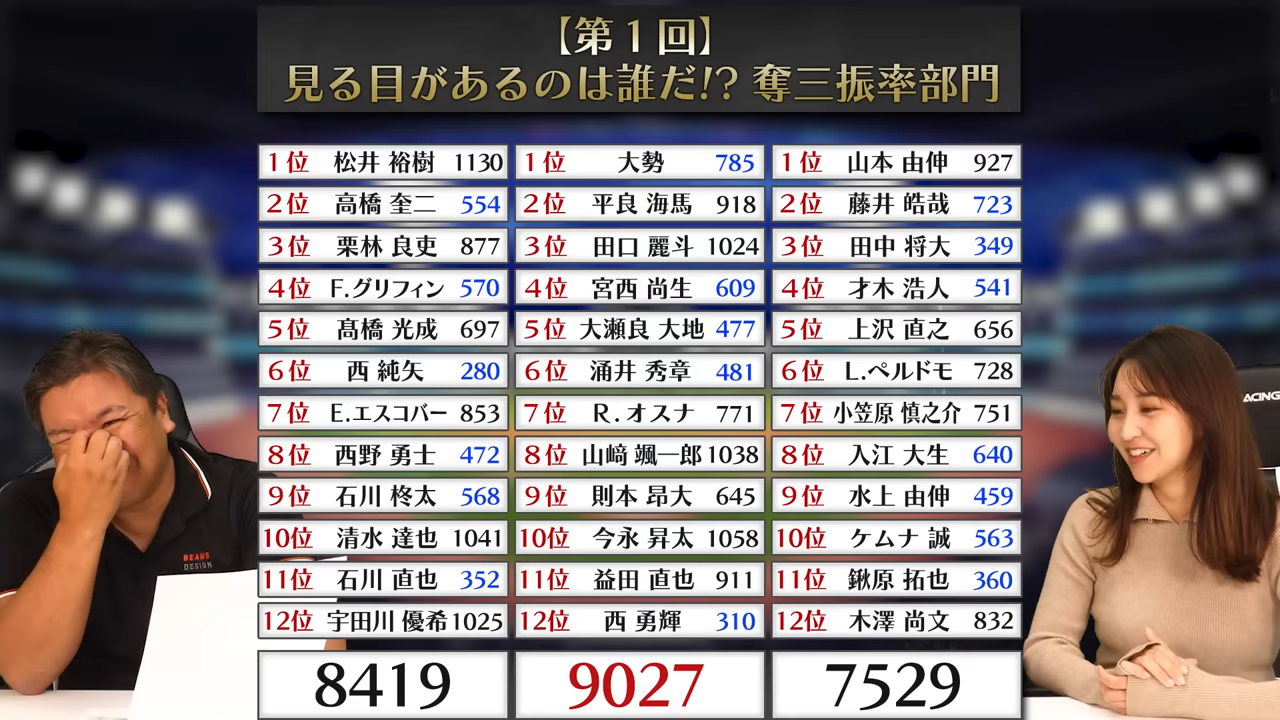 【第1回】
見る目があるのは誰だ!? 奪三振率部門
1位 松井 裕樹 1130
2位 高橋 奎二 554
3位 栗林 良吏 877
4位 F.グリフィン 570
5位 髙橋 光成 697
6位 西 純矢 280
7位 E.エスコバー 853
8位 西野 勇士 472
9位 石川 柊太 568
10位 清水 達也 1041
11位 石川 直也 352
12位 宇田川 優希 1025
8419
1位 大勢 785
2位 平良 海馬 918
3位 田口 麗斗 1024
4位 宮西 尚生 609
5位 大瀬良 大地 477
6位 涌井 秀章 481
7位 R.オスナ 771
8位 山﨑 颯一郎 1038
9位 則本 昂大 645
10位 今永 昇太 1058
11位 益田 直也 911
12位 西 勇輝 310
9027
1位 山本 由伸 927
2位 藤井 皓哉 723
3位 田中 将大 349
4位 才木 浩人 541
5位 上沢 直之 656
6位 L.ペルドモ 728
7位 小笠原 慎之介 751
8位 入江 大生 640
9位 水上 由伸 459
10位 ケムナ 誠 563
11位 鍬原 拓也 360
12位 木澤 尚文 832
7529
BEAMS
DESIGN
ACING